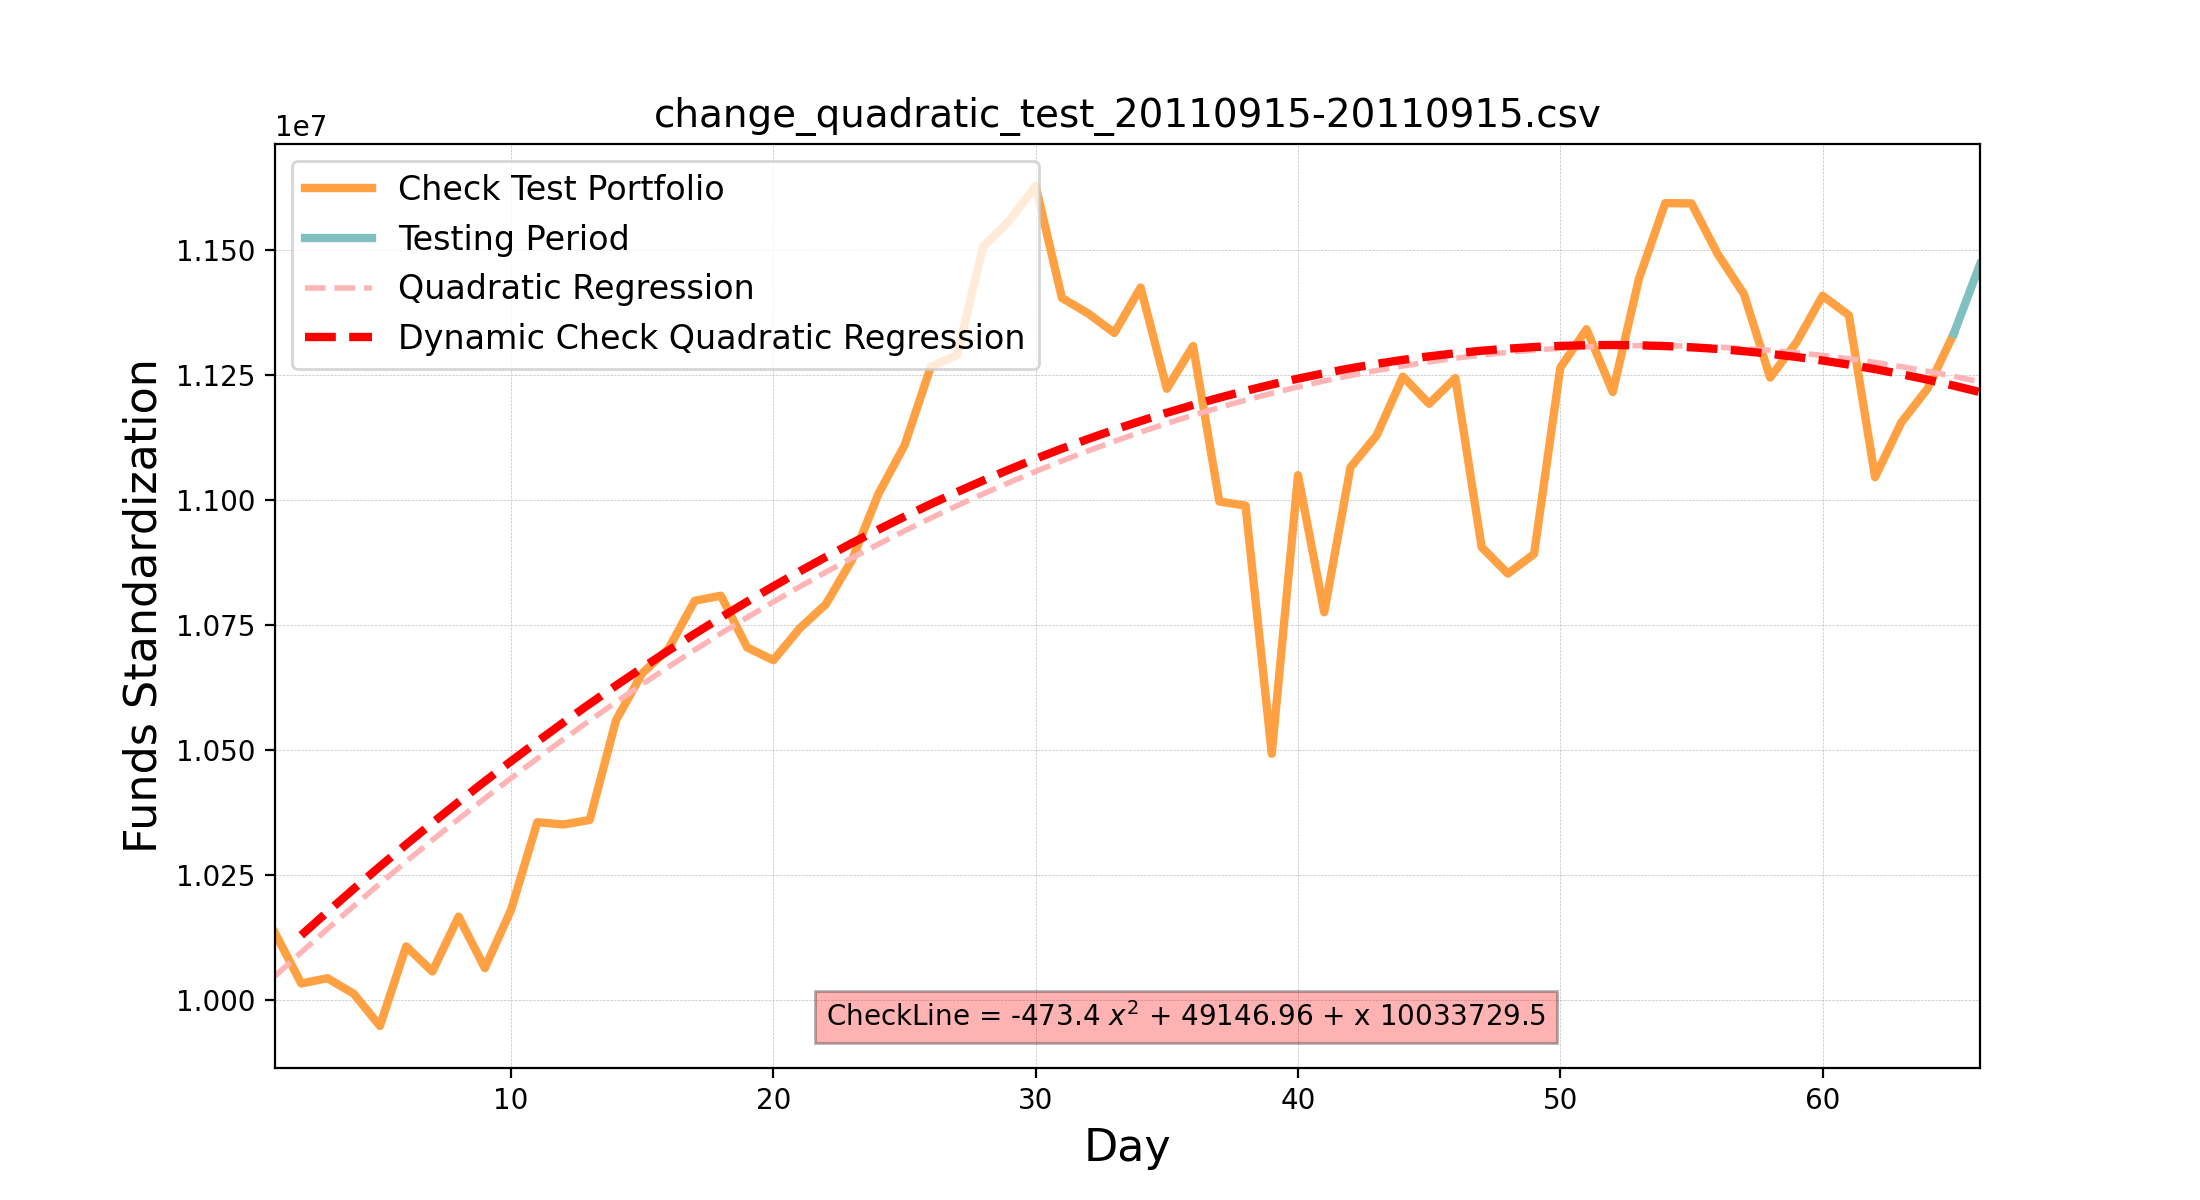 change_quadratic_test_20110915-20110915.csv
1e7
Check Test Portfolio
Testing Period
Quadratic Regression
Dynamic Check Quadratic Regression
1.150
1.125
1.100
1.075
1.050
1.025
1.000
Funds Standardization
CheckLine = -473.4 x² + 49146.96 + x 10033729.5
10 20 30 40 50 60
Day